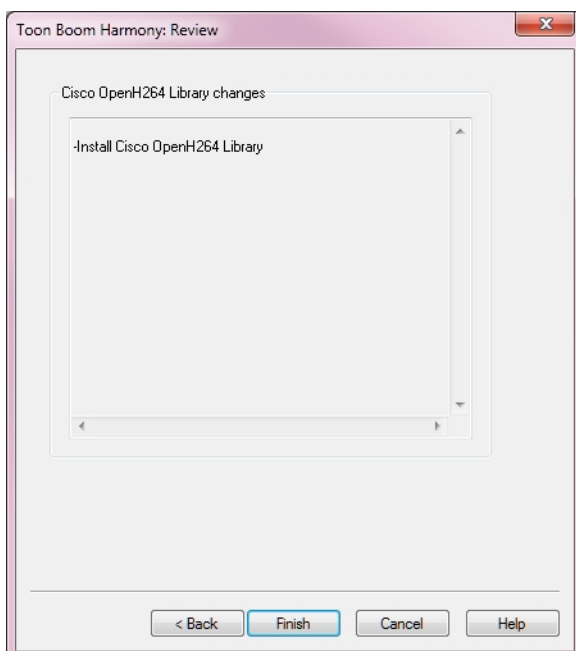 Toon Boom Harmony: Review
Cisco OpenH264 Library changes
-Install Cisco OpenH264 Library
< Back Finish Cancel Help